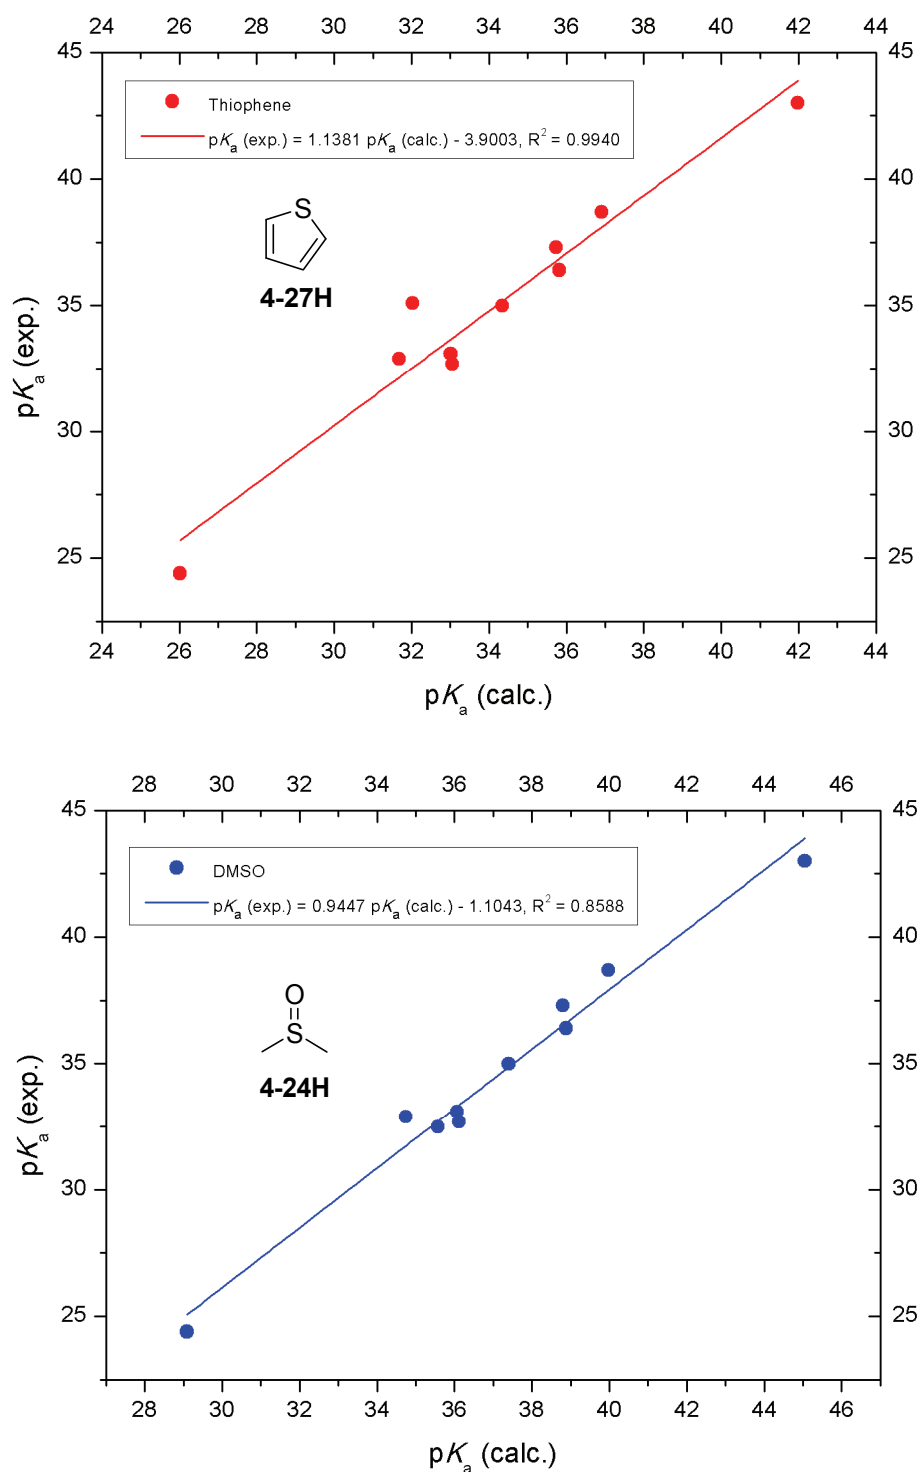 24 26 28 30 32 34 36 38 40 42 44
45 45
Thiophene
pKa (exp.) = 1.1381 pKa (calc.) - 3.9003, R² = 0.9940
40 40
S
4-27H
35 35
pKa (exp.)
30 30
25 25
24 26 28 30 32 34 36 38 40 42 44
pKa (calc.)
28 30 32 34 36 38 40 42 44 46
45 45
DMSO
pKa (exp.) = 0.9447 pKa (calc.) - 1.1043, R² = 0.8588
40 40
O
S
4-24H
35 35
pKa (exp.)
30 30
25 25
28 30 32 34 36 38 40 42 44 46
pKa (calc.)